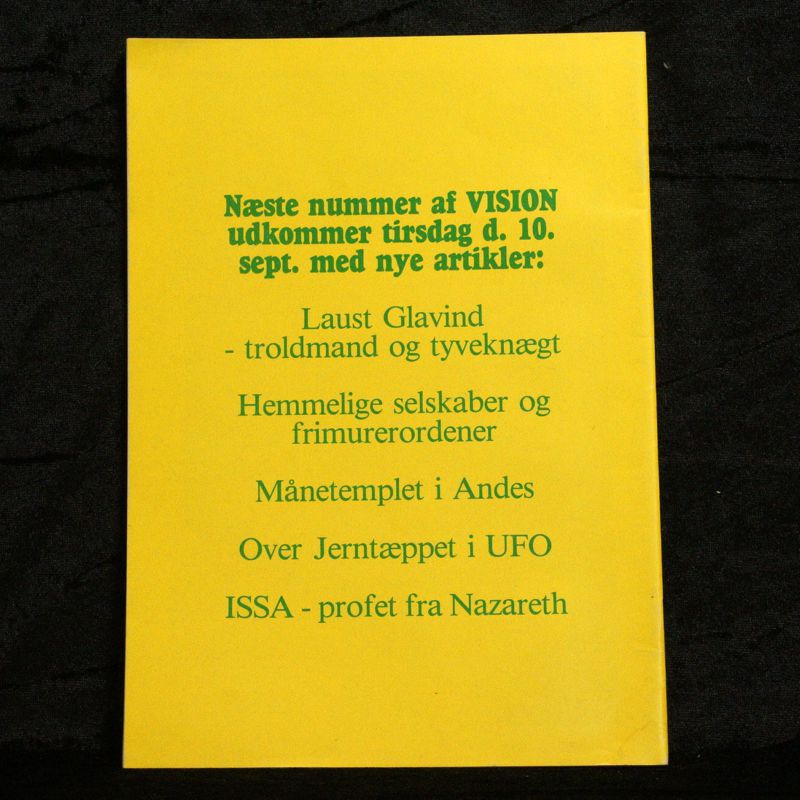 Næste nummer af VISION
udkommer tirsdag d. 10.
sept. med nye artikler:
Laust Glavind
- troldmand og tyveknægt
Hemmelige selskaber og
frimurerordener
Månetemplet i Andes
Over Jerntæppet i UFO
ISSA - profet fra Nazareth